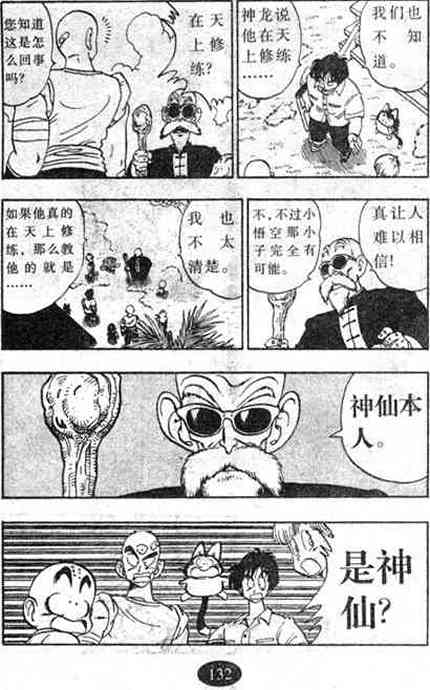 我们也
不知
道。
神龙说
他在天
上修练
……
在天
上修
练?
您知道
这是怎
么回事
吗?
真让人
难以相
信!
不,不过小
悟空那小
子完全有
可能。
我也
不太
清楚。
如果他真的
在天上修
练,那么教
他的就是
……
神仙本
人。
是神
仙?
132